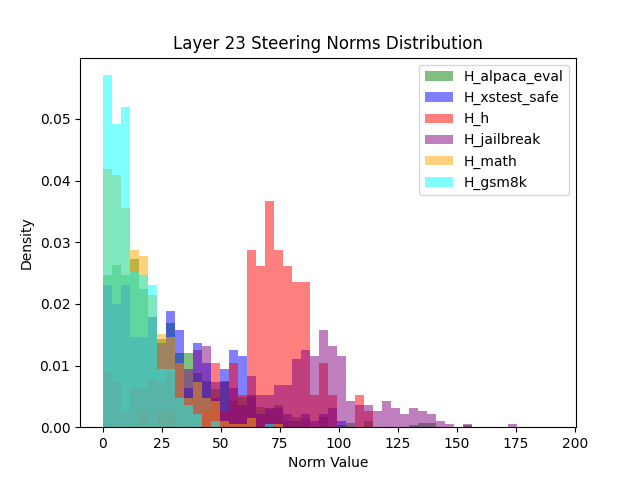 Layer 23 Steering Norms Distribution
H_alpaca_eval
H_xstest_safe
H_h
H_jailbreak
H_math
H_gsm8k
Density
0.05
0.04
0.03
0.02
0.01
0.00
0
25
50
75
100
125
150
175
200
Norm Value